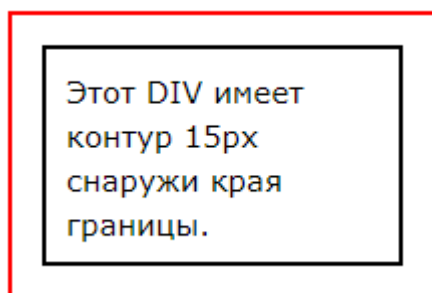 Этот DIV имеет
контур 15px
снаружи края
границы.